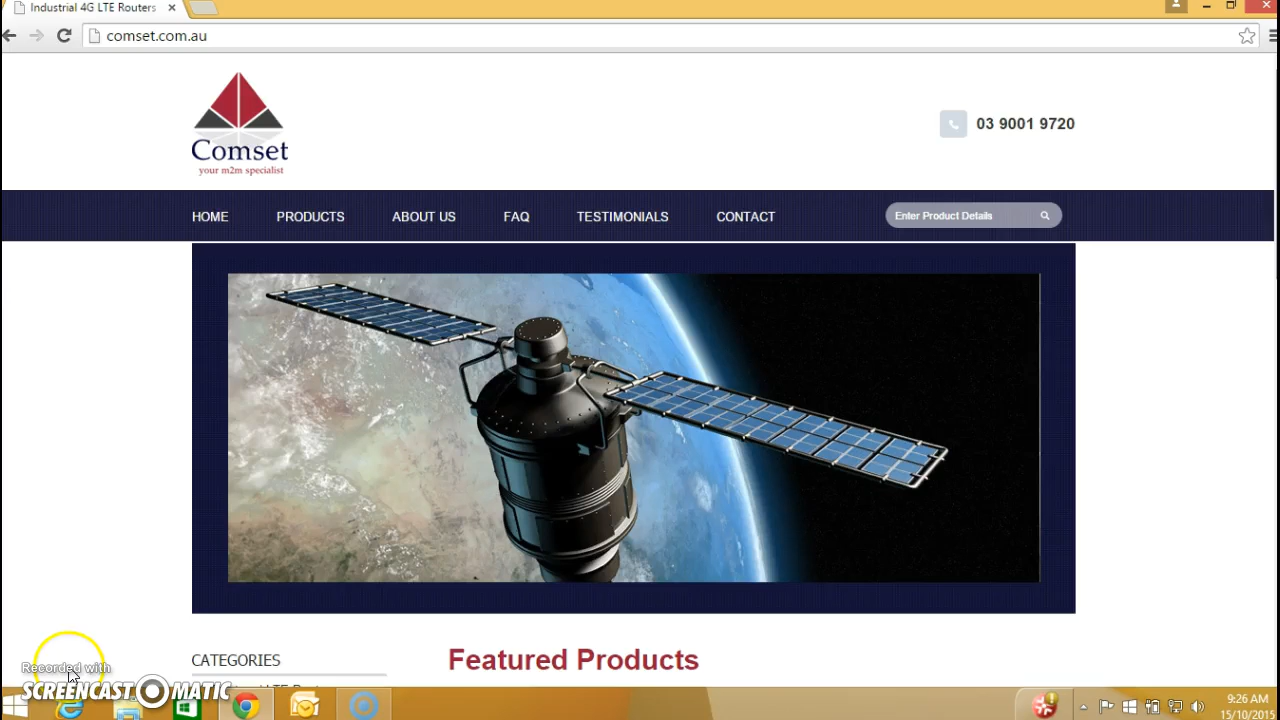 Industrial 4G LTE Routers
comset.com.au
Comset
your m2m specialist
03 9001 9720
HOME PRODUCTS ABOUT US FAQ TESTIMONIALS CONTACT Enter Product Details
CATEGORIES
Featured Products
Recorded with
SCREENCAST-O-MATIC
9:26 AM
15/10/2015